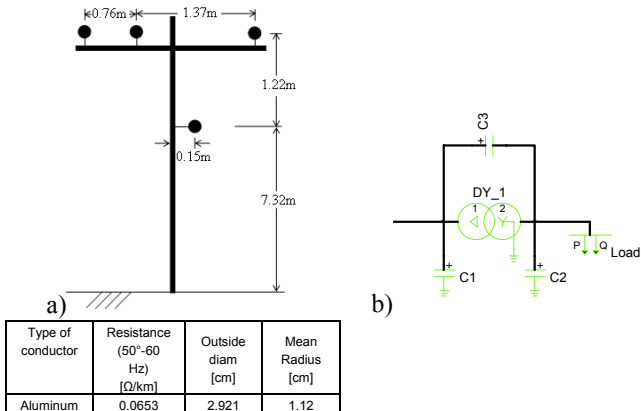 0.76m
1.37m
1.22m
0.15m
7.32m
a)
C3
+
DY_1
1 2
P Q
Load
+
C1
+
C2
b)
Type of conductor
Resistance (50°-60 Hz) [Ω/km]
Outside diam [cm]
Mean Radius [cm]
Aluminum 0.0653 2.921 1.12